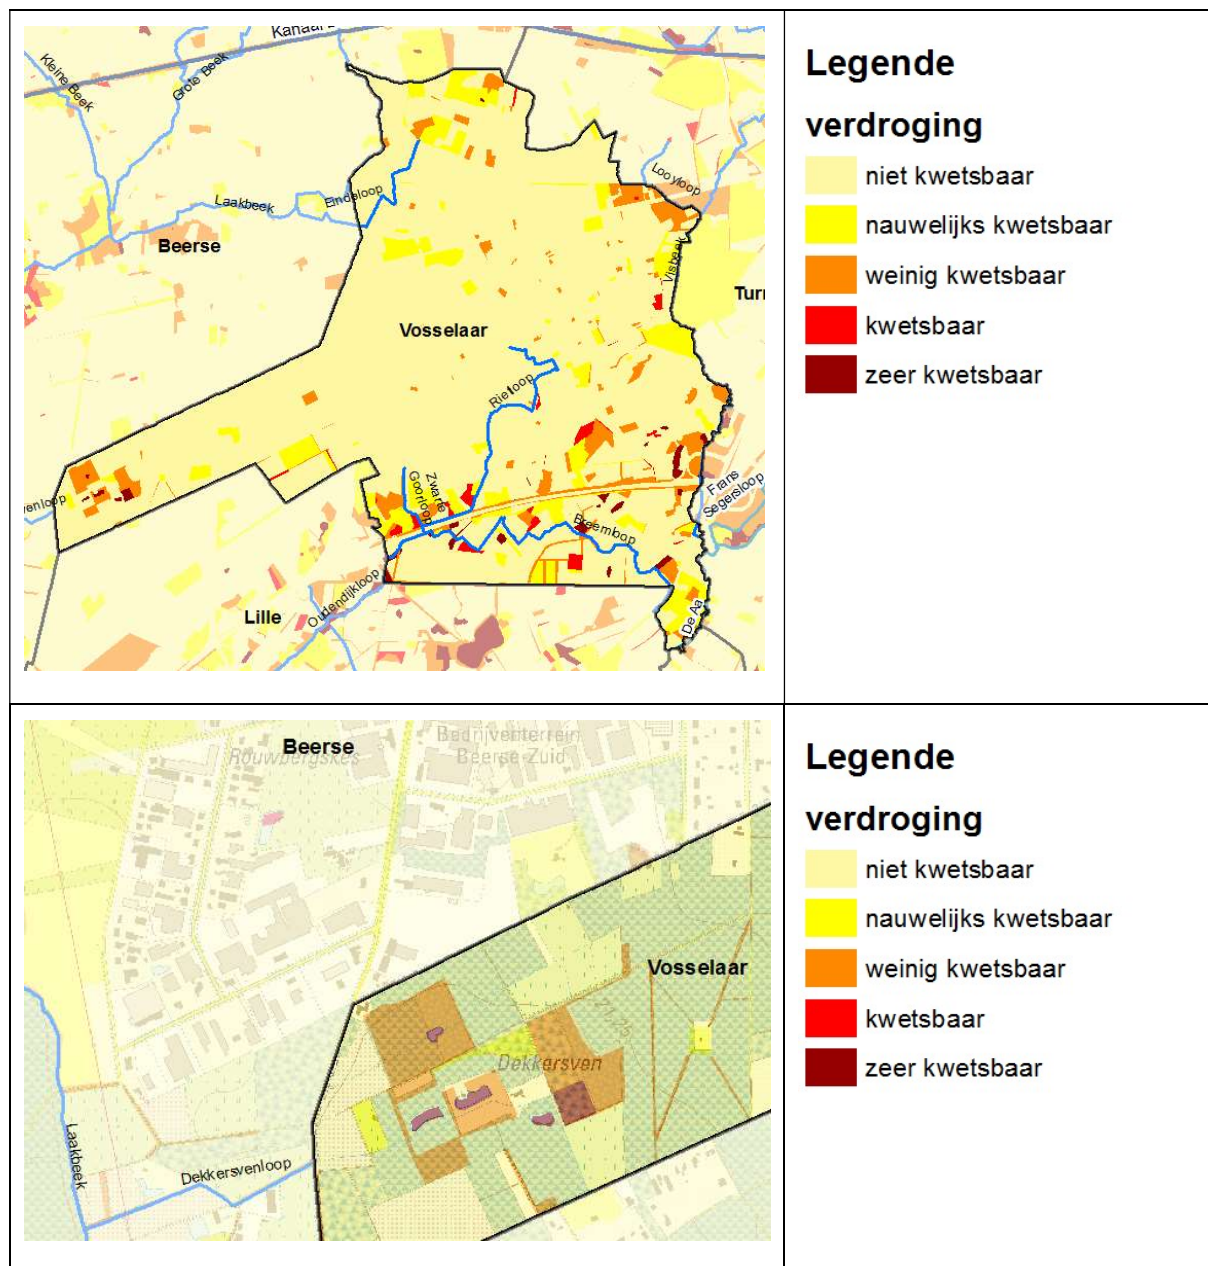 Kanaal
Kleine Beek
Grote Beek
Looyloop
Laakbeek
Eindeloop
Beerse
Visbeek
Turn
Vosselaar
Rietloop
Zwarte
Goorloop
venloop
Frans
Segersloop
Breemloop
Oudendijkloop
Lille
De Aa
Legende
verdroging
niet kwetsbaar
nauwelijks kwetsbaar
weinig kwetsbaar
kwetsbaar
zeer kwetsbaar
Beerse
Rouwbergskes
Bedrijventerrein
Beerse-Zuid
Vosselaar
Dekkersven
Laakbeek
Dekkersvenloop
Legende
verdroging
niet kwetsbaar
nauwelijks kwetsbaar
weinig kwetsbaar
kwetsbaar
zeer kwetsbaar